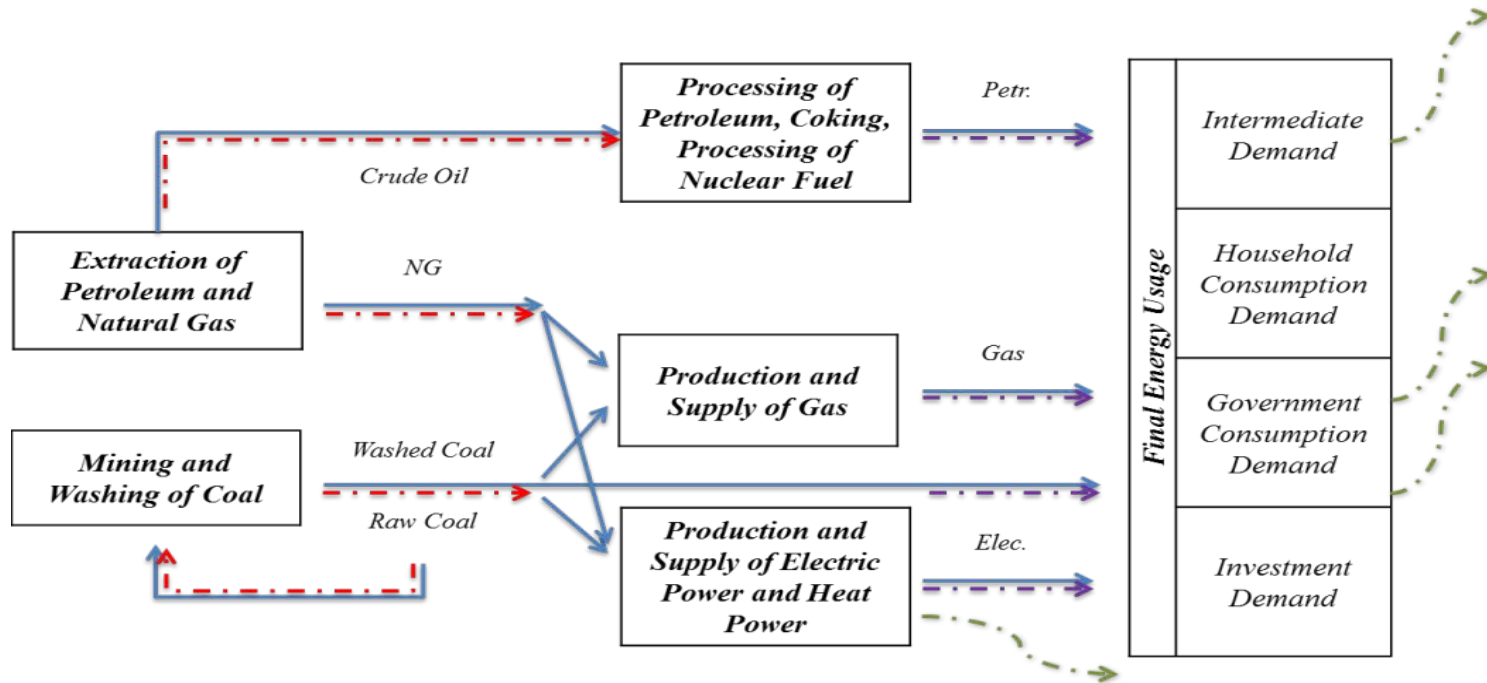 Processing of
Petroleum, Coking,
Processing of
Nuclear Fuel
Petr.
Crude Oil
Extraction of
Petroleum and
Natural Gas
NG
Production and
Supply of Gas
Gas
Mining and
Washing of Coal
Washed Coal
Raw Coal
Production and
Supply of Electric
Power and Heat
Power
Elec.
Final Energy Usage
Intermediate
Demand
Household
Consumption
Demand
Government
Consumption
Demand
Investment
Demand